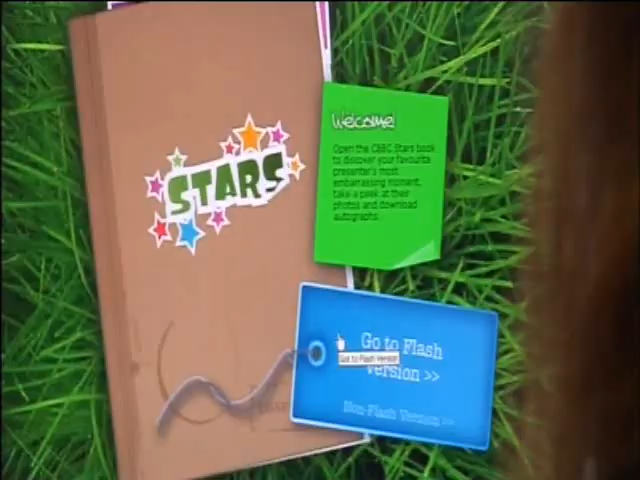 STARS
Welcome!
Open the CBBC Stars book
to discover your favourite
presenter's most
embarrassing moment,
take a peek at their
photos and download
autographs.
Go to Flash
Version >>
Go to Flash Version
Non-Flash Version >>